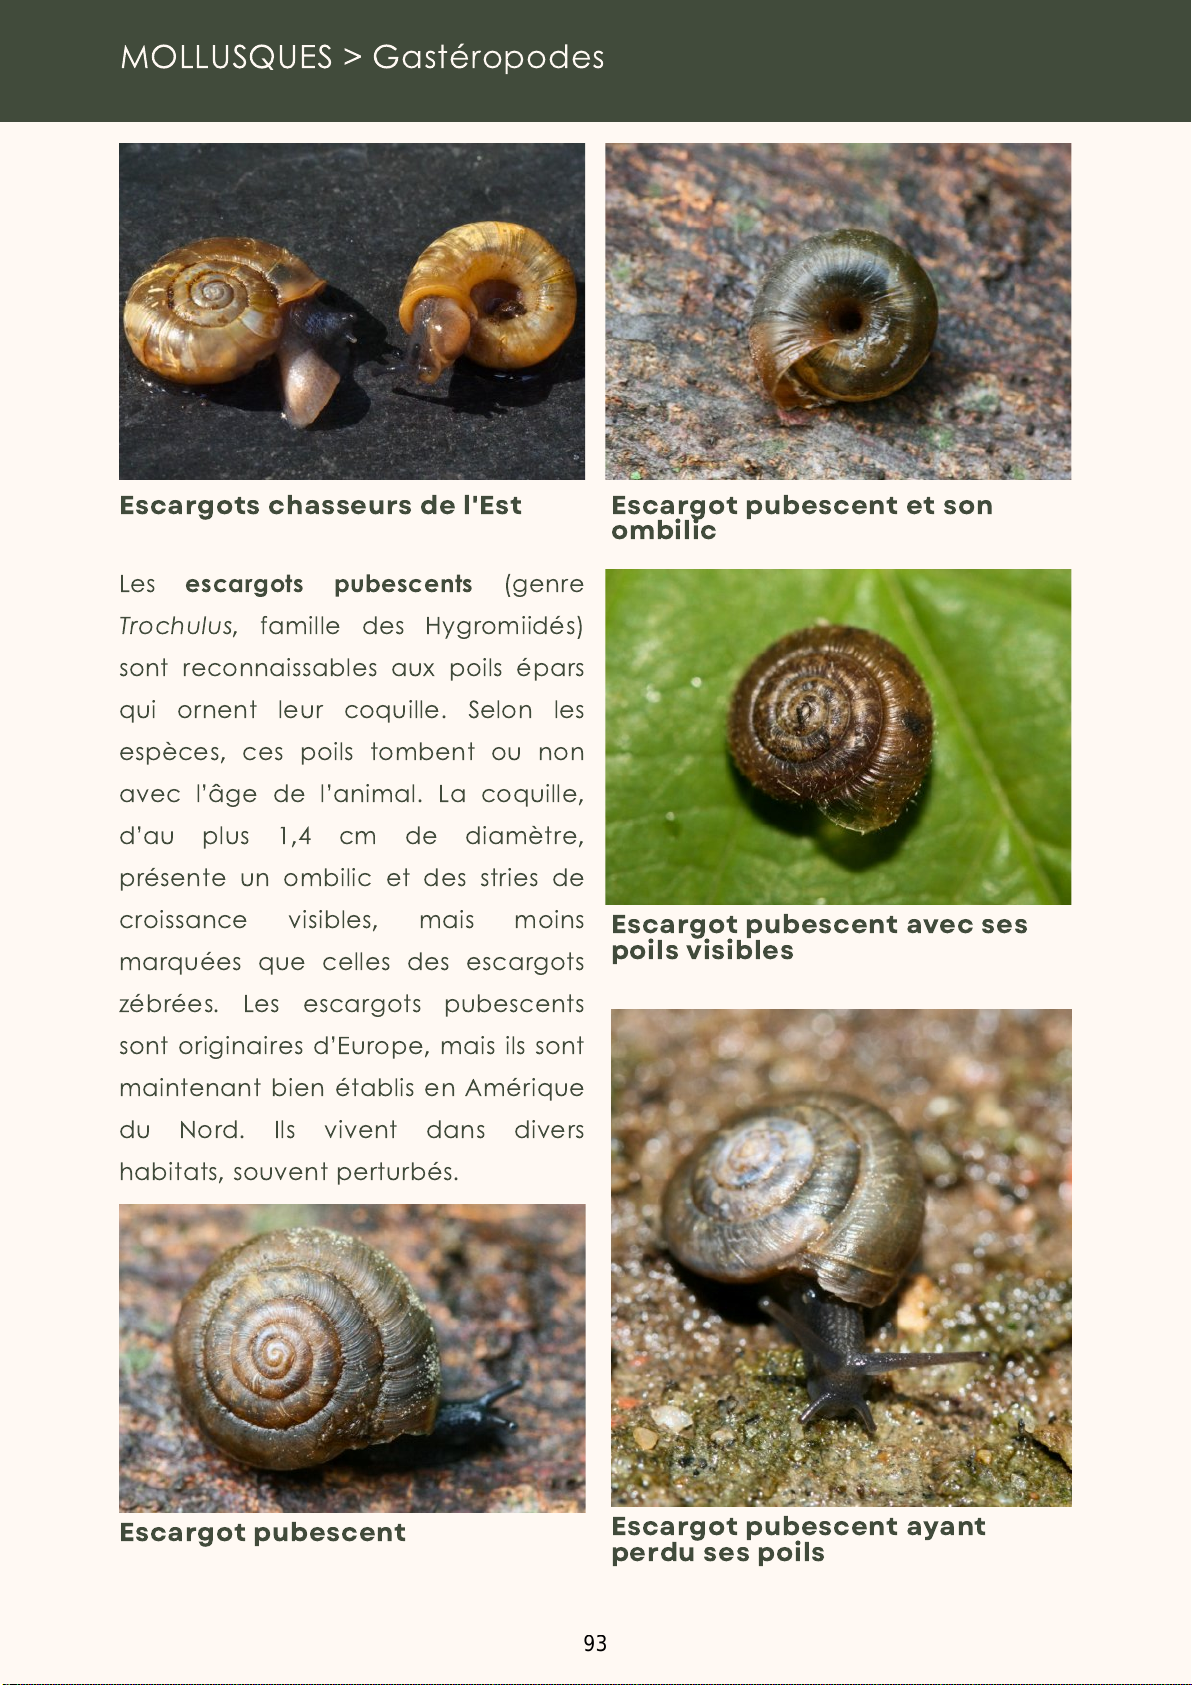 MOLLUSQUES > Gastéropodes
Escargots chasseurs de l'Est
Escargot pubescent et son
ombilic
Les escargots pubescents (genre
Trochulus, famille des Hygromiidés)
sont reconnaissables aux poils épars
qui ornent leur coquille. Selon les
espèces, ces poils tombent ou non
avec l’âge de l’animal. La coquille,
d’au plus 1,4 cm de diamètre,
présente un ombilic et des stries de
croissance visibles, mais moins
marquées que celles des escargots
zébrées. Les escargots pubescents
sont originaires d’Europe, mais ils sont
maintenant bien établis en Amérique
du Nord. Ils vivent dans divers
habitats, souvent perturbés.
Escargot pubescent avec ses
poils visibles
Escargot pubescent
Escargot pubescent ayant
perdu ses poils
93